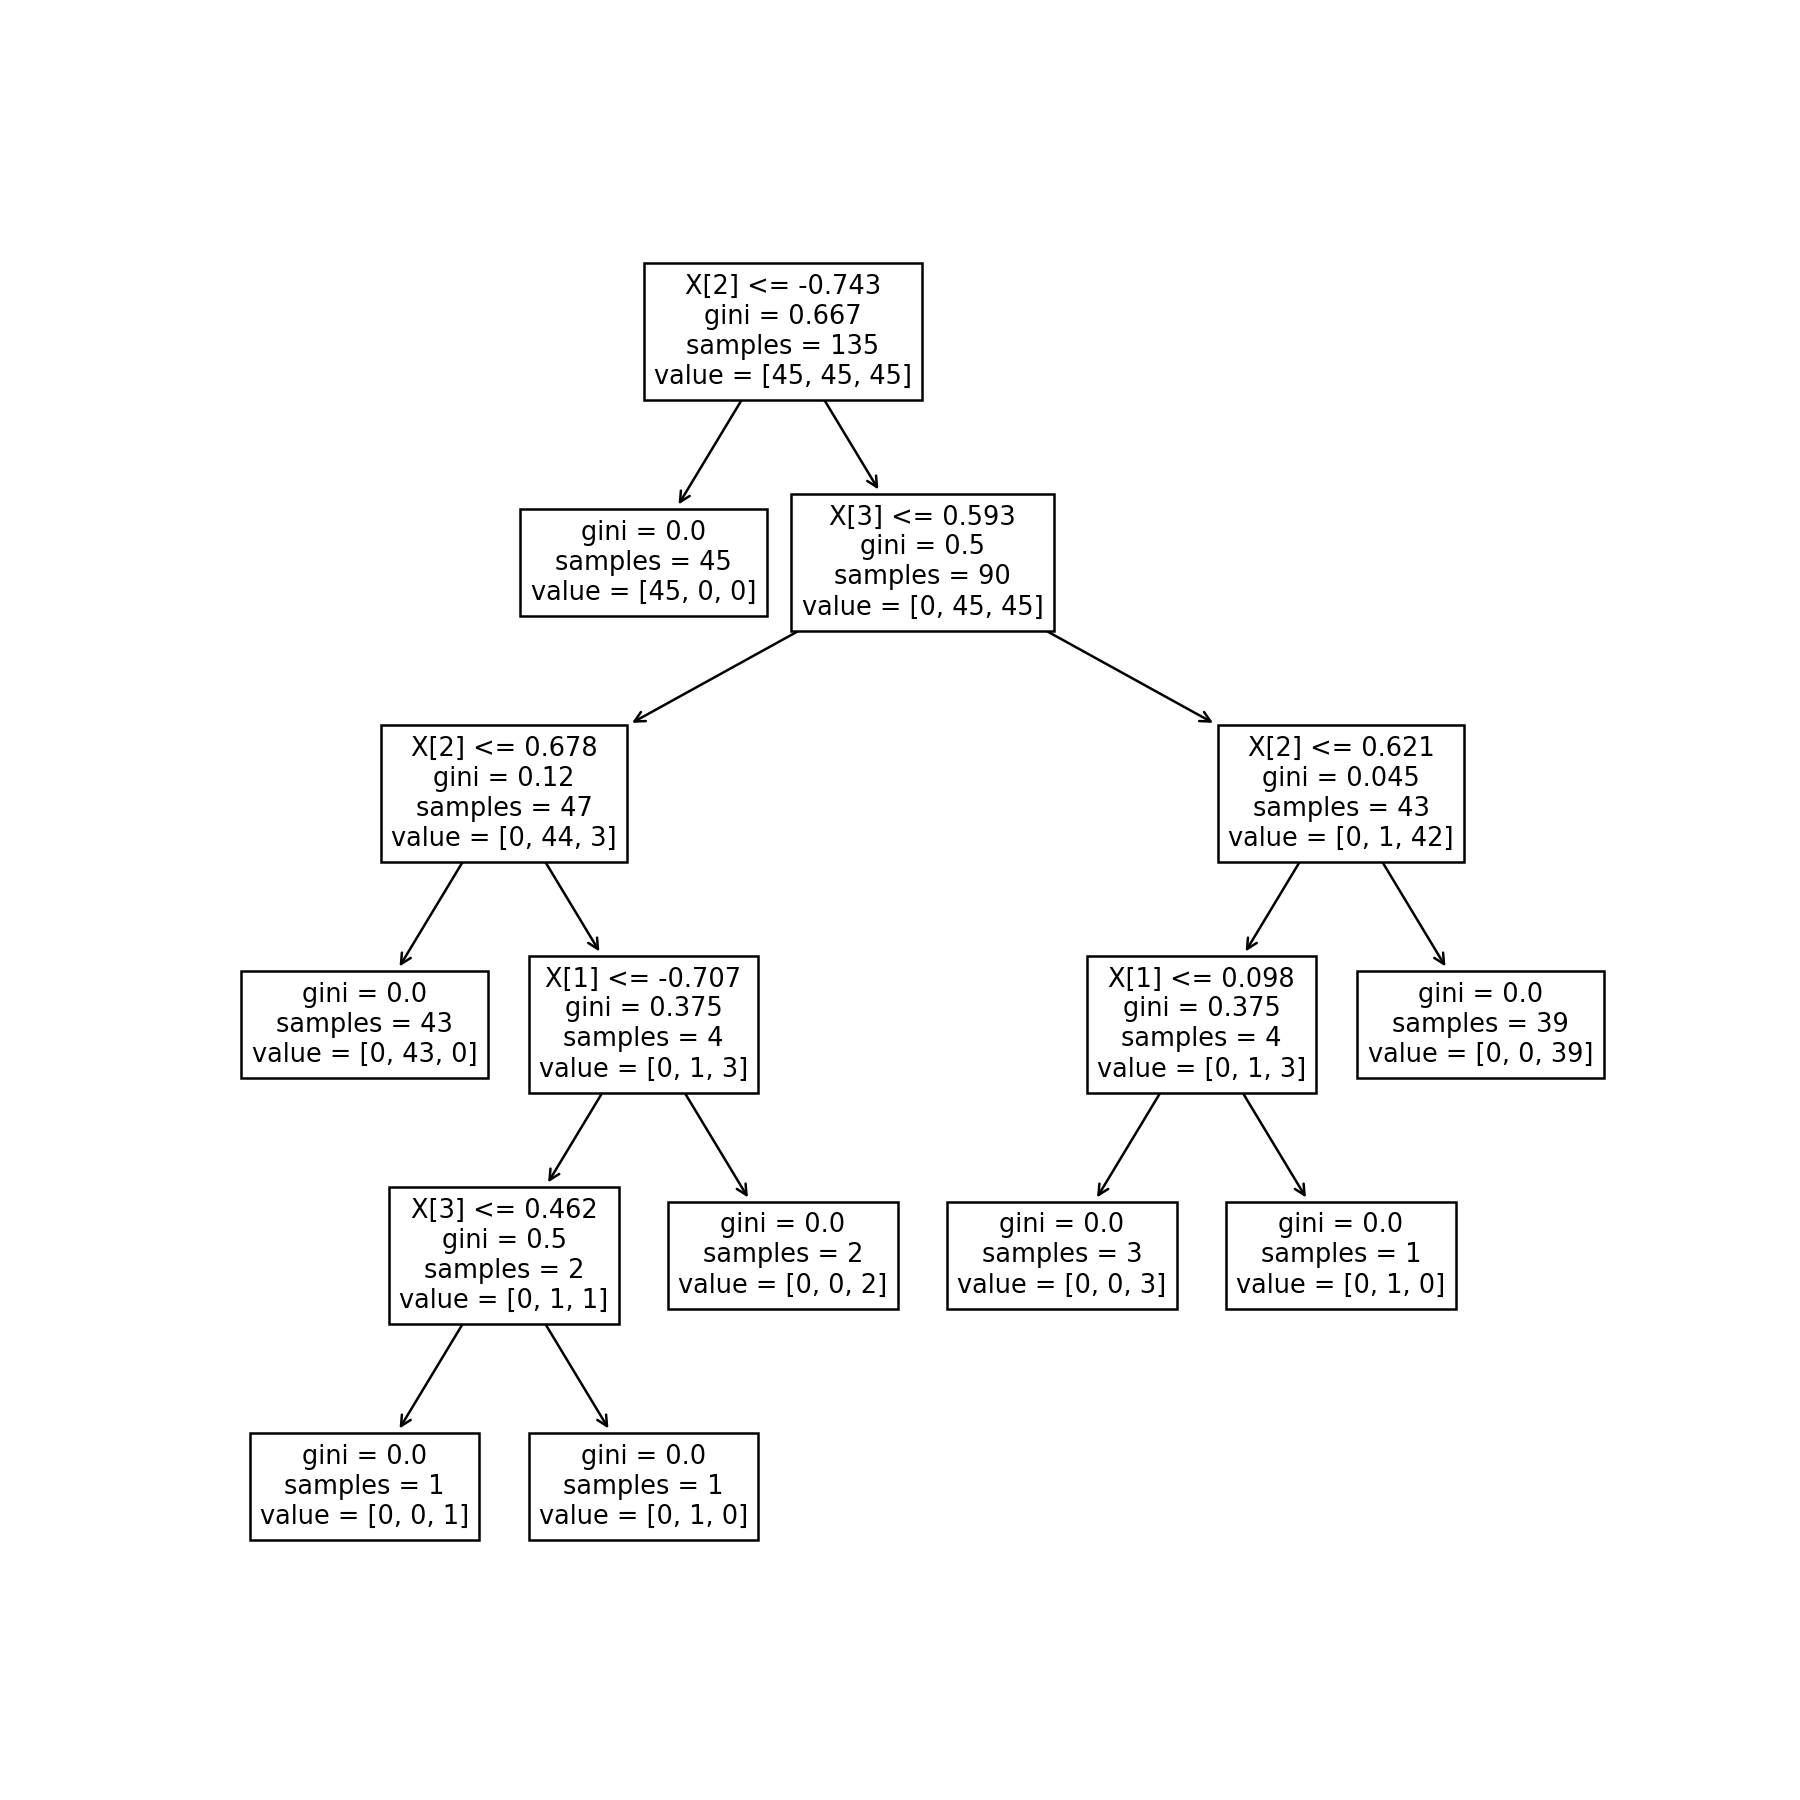 X[2] <= -0.743
gini = 0.667
samples = 135
value = [45, 45, 45]
gini = 0.0
samples = 45
value = [45, 0, 0]
X[3] <= 0.593
gini = 0.5
samples = 90
value = [0, 45, 45]
X[2] <= 0.678
gini = 0.12
samples = 47
value = [0, 44, 3]
X[2] <= 0.621
gini = 0.045
samples = 43
value = [0, 1, 42]
gini = 0.0
samples = 43
value = [0, 43, 0]
X[1] <= -0.707
gini = 0.375
samples = 4
value = [0, 1, 3]
X[1] <= 0.098
gini = 0.375
samples = 4
value = [0, 1, 3]
gini = 0.0
samples = 39
value = [0, 0, 39]
X[3] <= 0.462
gini = 0.5
samples = 2
value = [0, 1, 1]
gini = 0.0
samples = 2
value = [0, 0, 2]
gini = 0.0
samples = 3
value = [0, 0, 3]
gini = 0.0
samples = 1
value = [0, 1, 0]
gini = 0.0
samples = 1
value = [0, 0, 1]
gini = 0.0
samples = 1
value = [0, 1, 0]